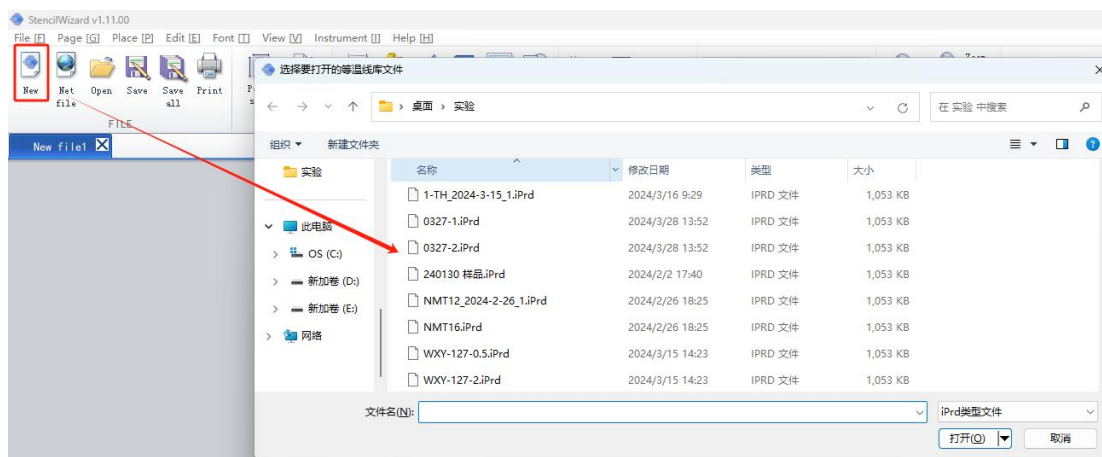 StencilWizard v1.11.00
File [F] Page [G] Place [P] Edit [E] Font [T] View [V] Instrument [I] Help [H]
New Net file Open Save Save all Print
FILE
New file1
选择要打开的等温线库文件
桌面 › 实验
在 实验 中搜索
组织 新建文件夹
名称 修改日期 类型 大小
实验
此电脑
OS (C:)
新加卷 (D:)
新加卷 (E:)
网络
1-TH_2024-3-15_1.iPrd 2024/3/16 9:29 IPRD 文件 1,053 KB
0327-1.iPrd 2024/3/28 13:52 IPRD 文件 1,053 KB
0327-2.iPrd 2024/3/28 13:52 IPRD 文件 1,053 KB
240130 样品.iPrd 2024/2/2 17:40 IPRD 文件 1,053 KB
NMT12_2024-2-26_1.iPrd 2024/2/26 18:25 IPRD 文件 1,053 KB
NMT16.iPrd 2024/2/26 18:25 IPRD 文件 1,053 KB
WXY-127-0.5.iPrd 2024/3/15 14:23 IPRD 文件 1,053 KB
WXY-127-2.iPrd 2024/3/15 14:23 IPRD 文件 1,053 KB
文件名(N): iPrd类型文件
打开(O) 取消